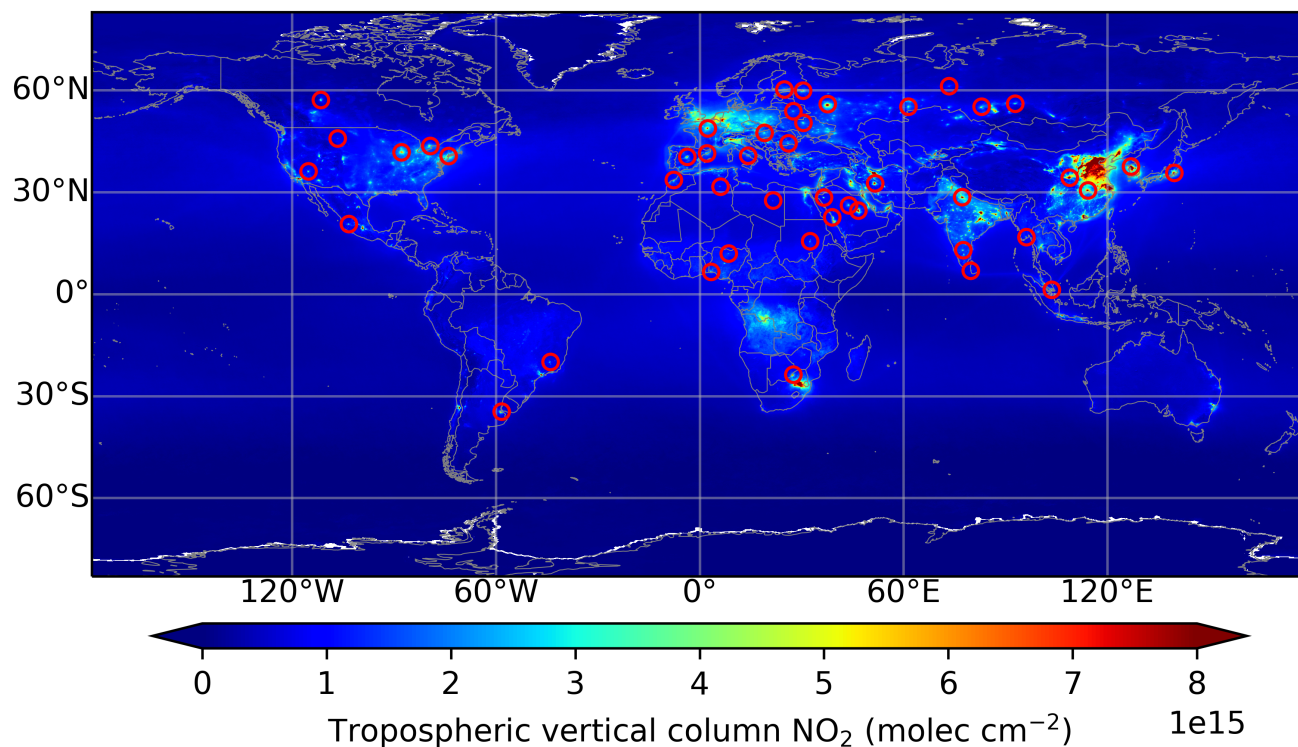 60°N
30°N
0°
30°S
60°S
120°W 60°W 0° 60°E 120°E
0 1 2 3 4 5 6 7 8
Tropospheric vertical column NO₂ (molec cm⁻²) 1e15